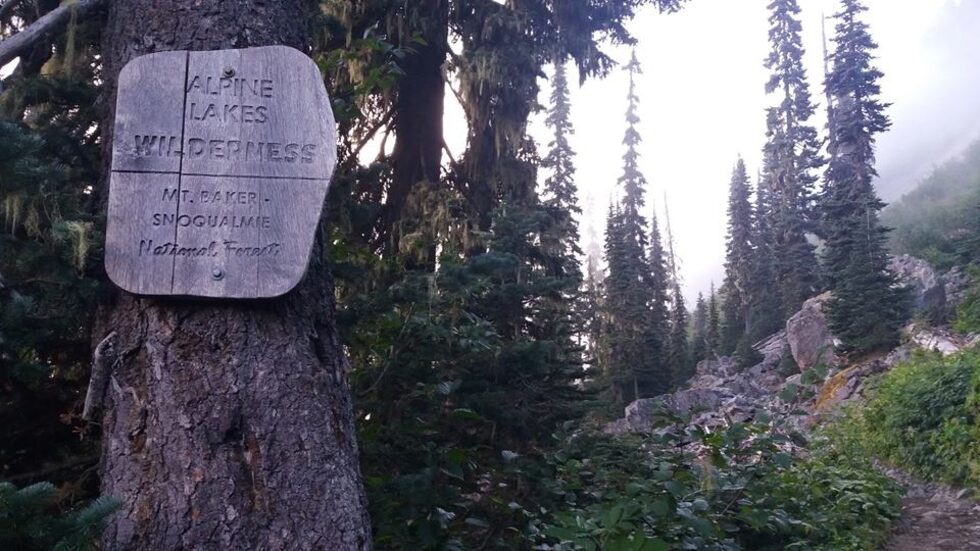 ALPINE
LAKES
WILDERNESS
MT. BAKER -
SNOQUALMIE
National Forest